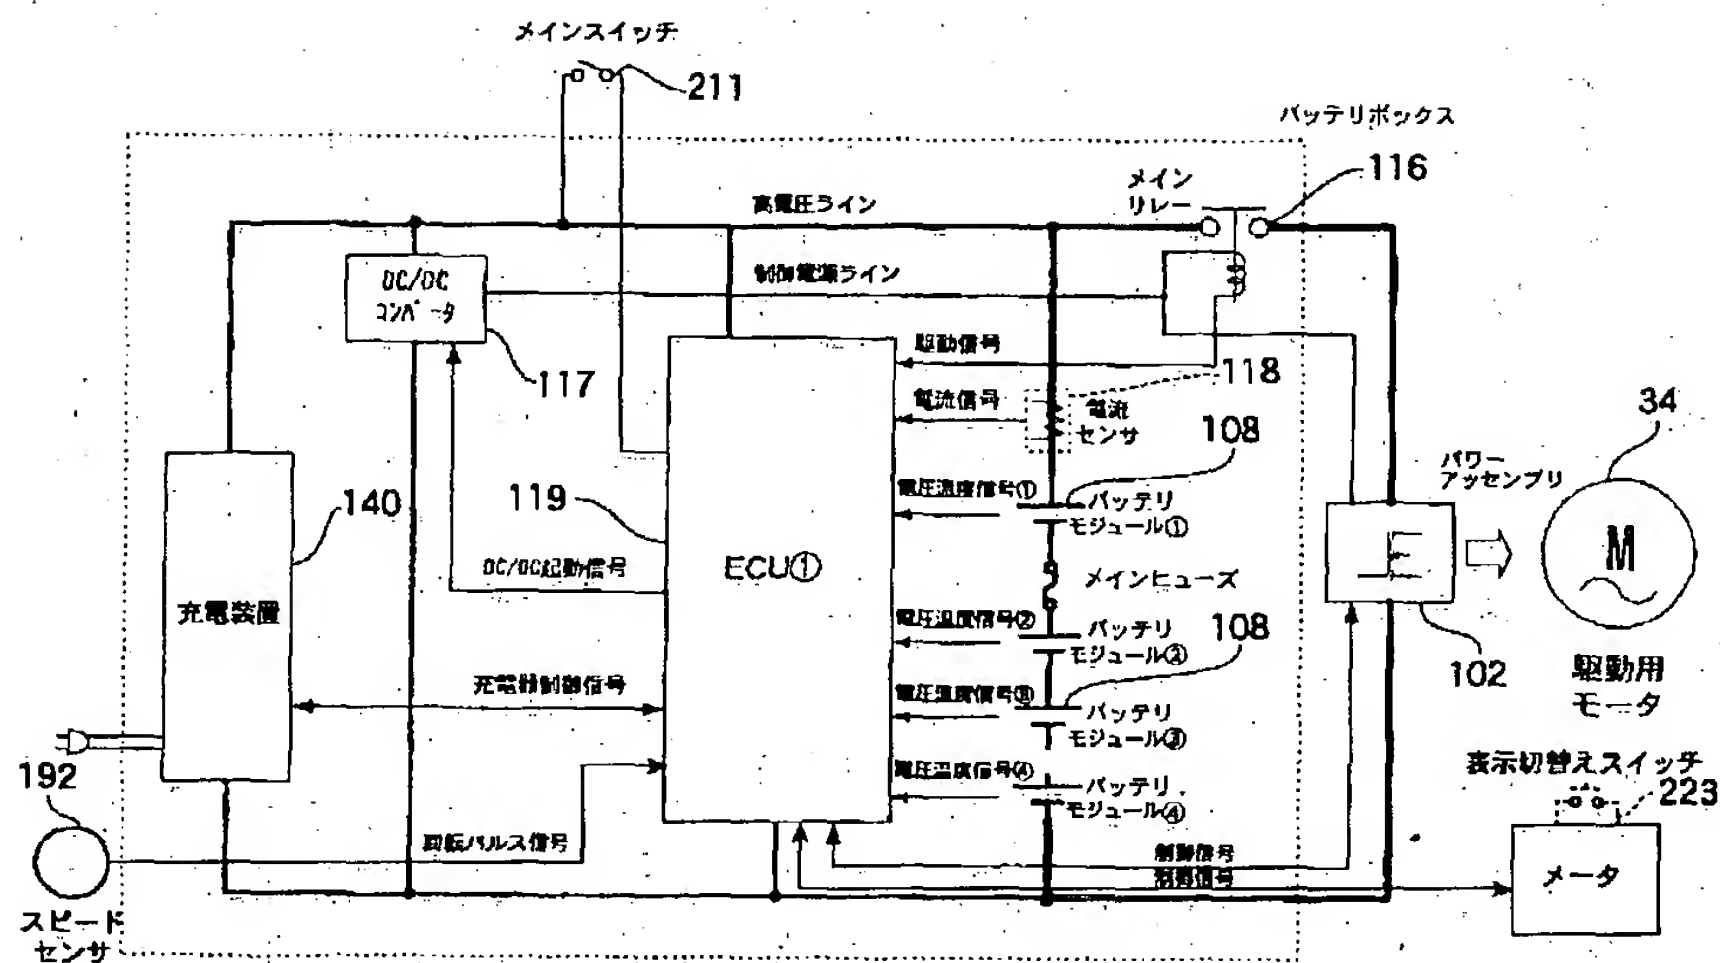 メインスイッチ
211
バッテリボックス
メイン
リレー
116
高電圧ライン
制御電源ライン
DC/DC
コンバータ
117
駆動信号
118
電流信号
電流
センサ
108
34
パワー
アッセンブリ
電圧温度信号①
バッテリ
モジュール①
140
119
ECU①
DC/DC起動信号
メインヒューズ
M
充電装置
電圧温度信号②
バッテリ
モジュール②
108
102
駆動用
モータ
充電器制御信号
電圧温度信号③
バッテリ
モジュール③
192
電圧温度信号④
バッテリ
モジュール④
表示切替えスイッチ
223
回転パルス信号
制御信号
制御信号
メータ
スピード
センサ